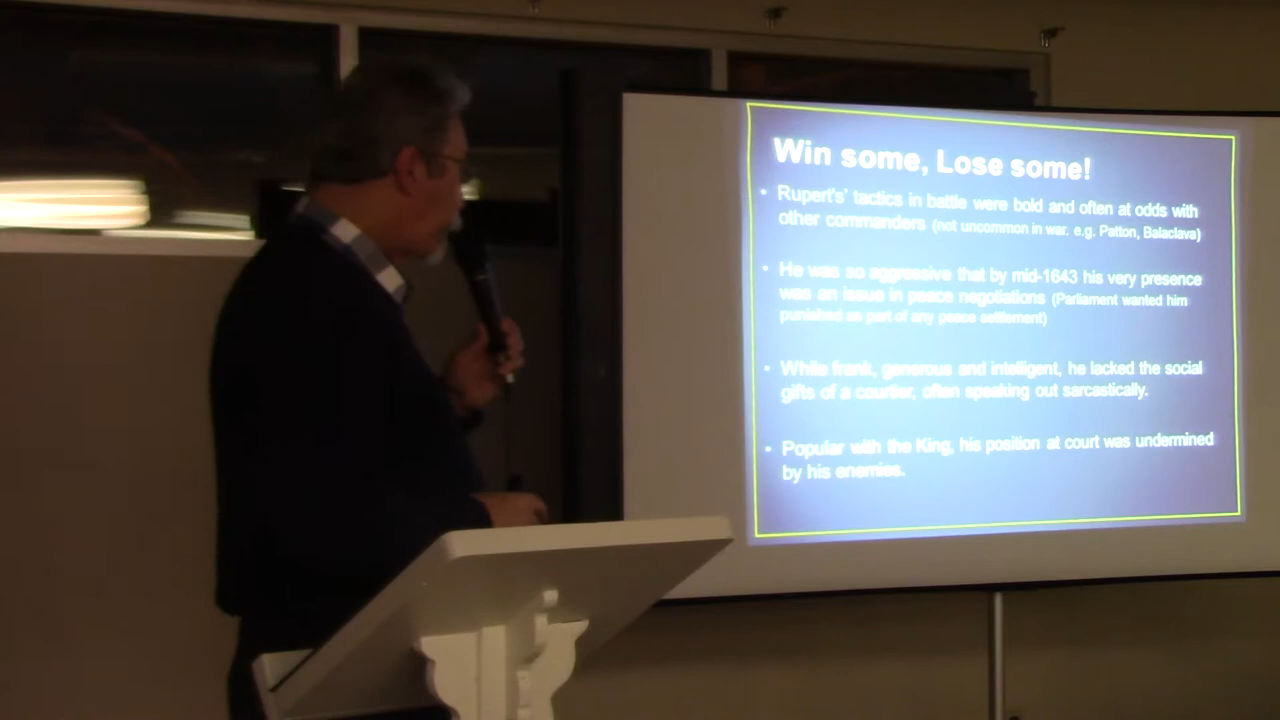 Win some, Lose some!
• Rupert's' tactics in battle were bold and often at odds with
other commanders (not uncommon in war. e.g. Patton, Balaclava)
• He was so aggressive that by mid-1643 his very presence
was an issue in peace negotiations (Parliament wanted him
punished as part of any peace settlement)
• While frank, generous and intelligent, he lacked the social
gifts of a courtier, often speaking out sarcastically.
• Popular with the King, his position at court was undermined
by his enemies.